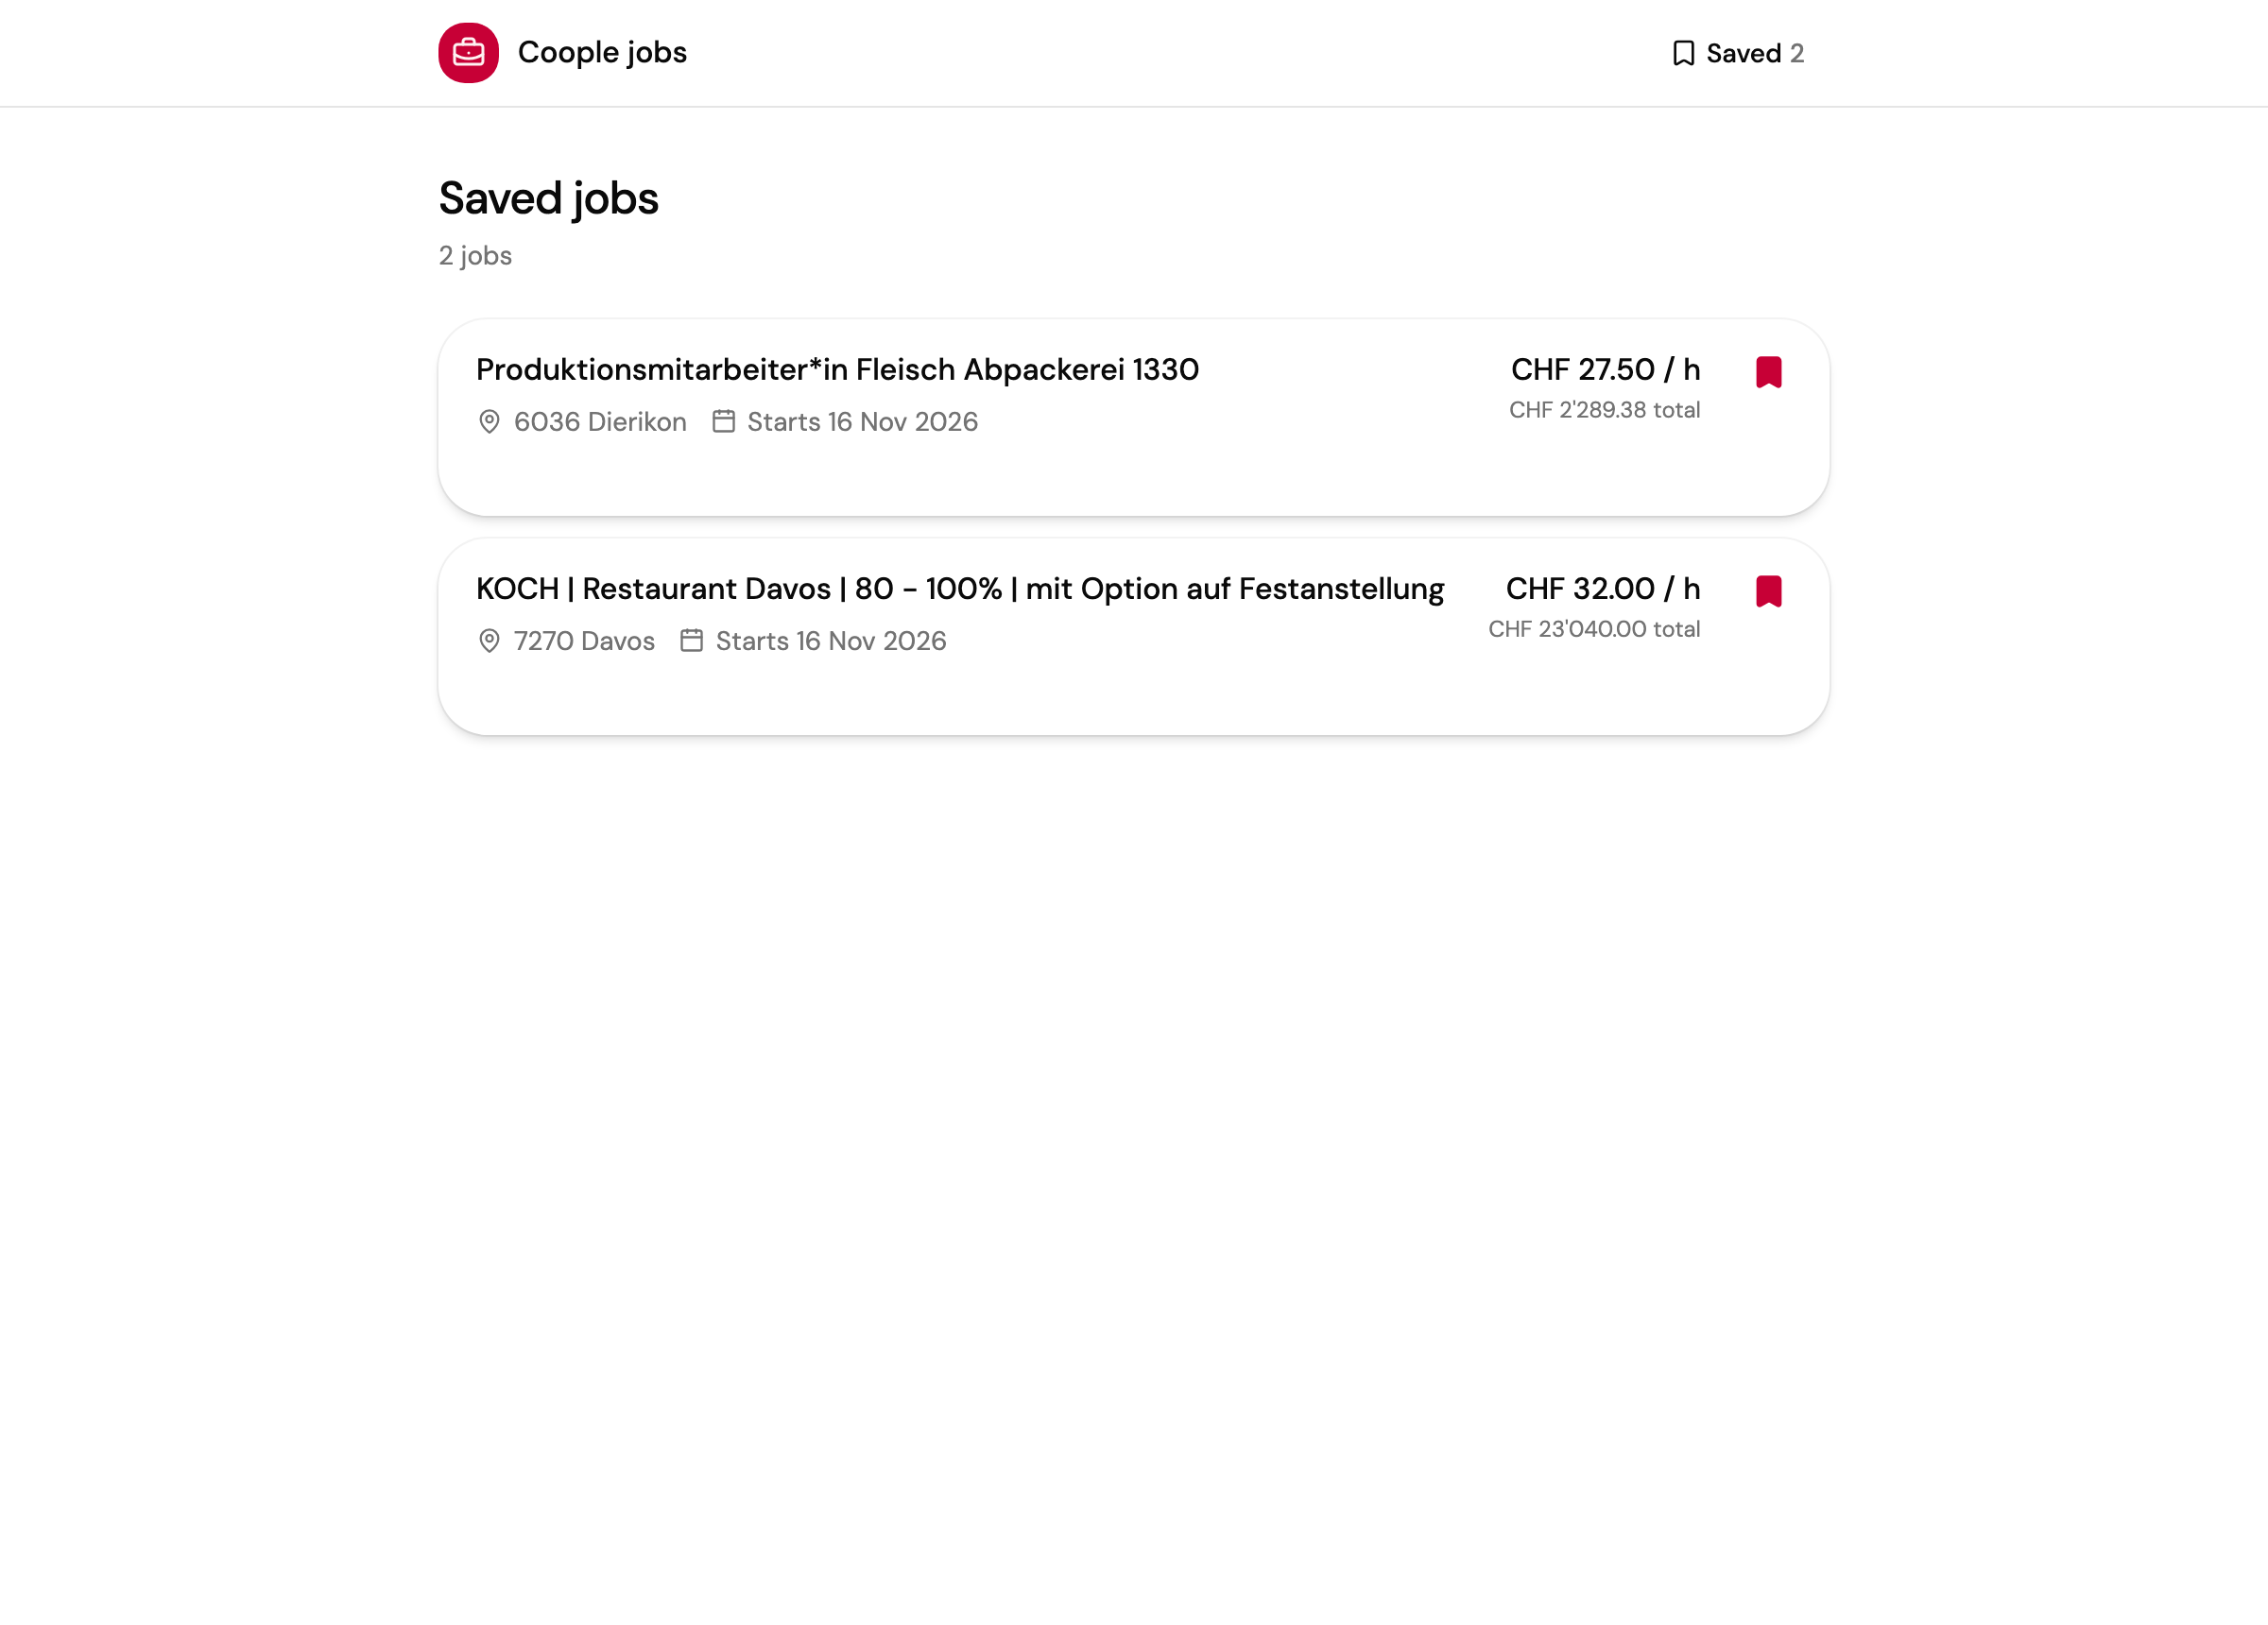 Coople jobs
Saved 2
Saved jobs
2 jobs
Produktionsmitarbeiter*in Fleisch Abpackerei 1330
CHF 27.50 / h
6036 Dierikon Starts 16 Nov 2026
CHF 2'289.38 total
KOCH | Restaurant Davos | 80 – 100% | mit Option auf Festanstellung
CHF 32.00 / h
7270 Davos Starts 16 Nov 2026
CHF 23'040.00 total